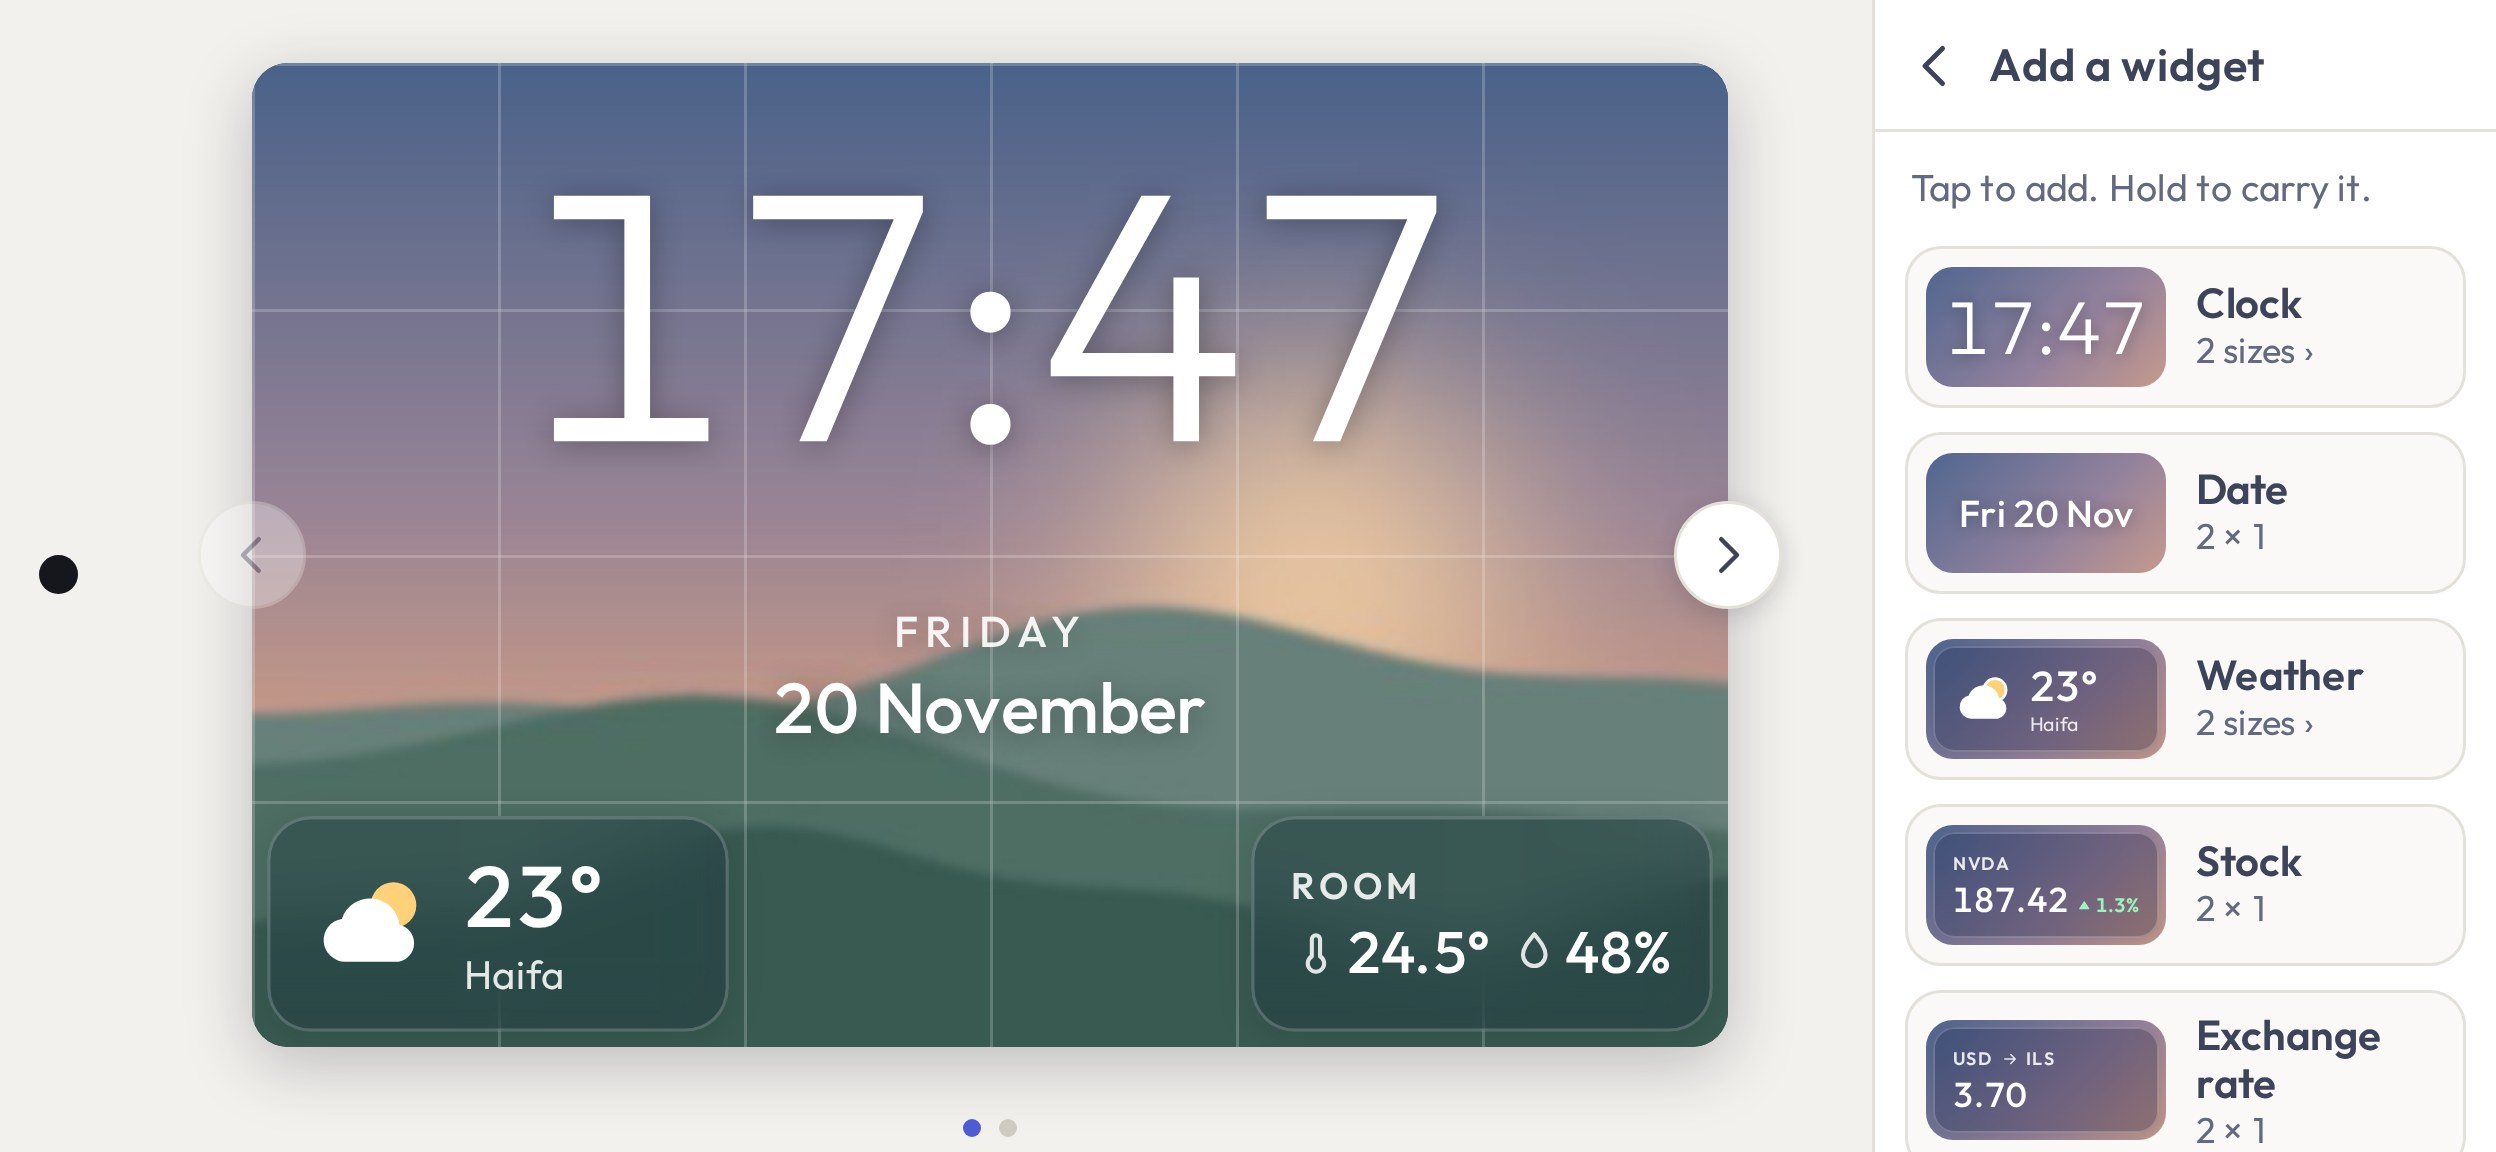 17:47
FRIDAY
20 November
23°
Haifa
ROOM
24.5° 48%
Add a widget
Tap to add. Hold to carry it.
17:47
Clock
2 sizes ›
Fri 20 Nov
Date
2 × 1
23°
Haifa
Weather
2 sizes ›
NVDA
187.42 ▲ 1.3%
Stock
2 × 1
USD → ILS
3.70
Exchange
rate
2 × 1